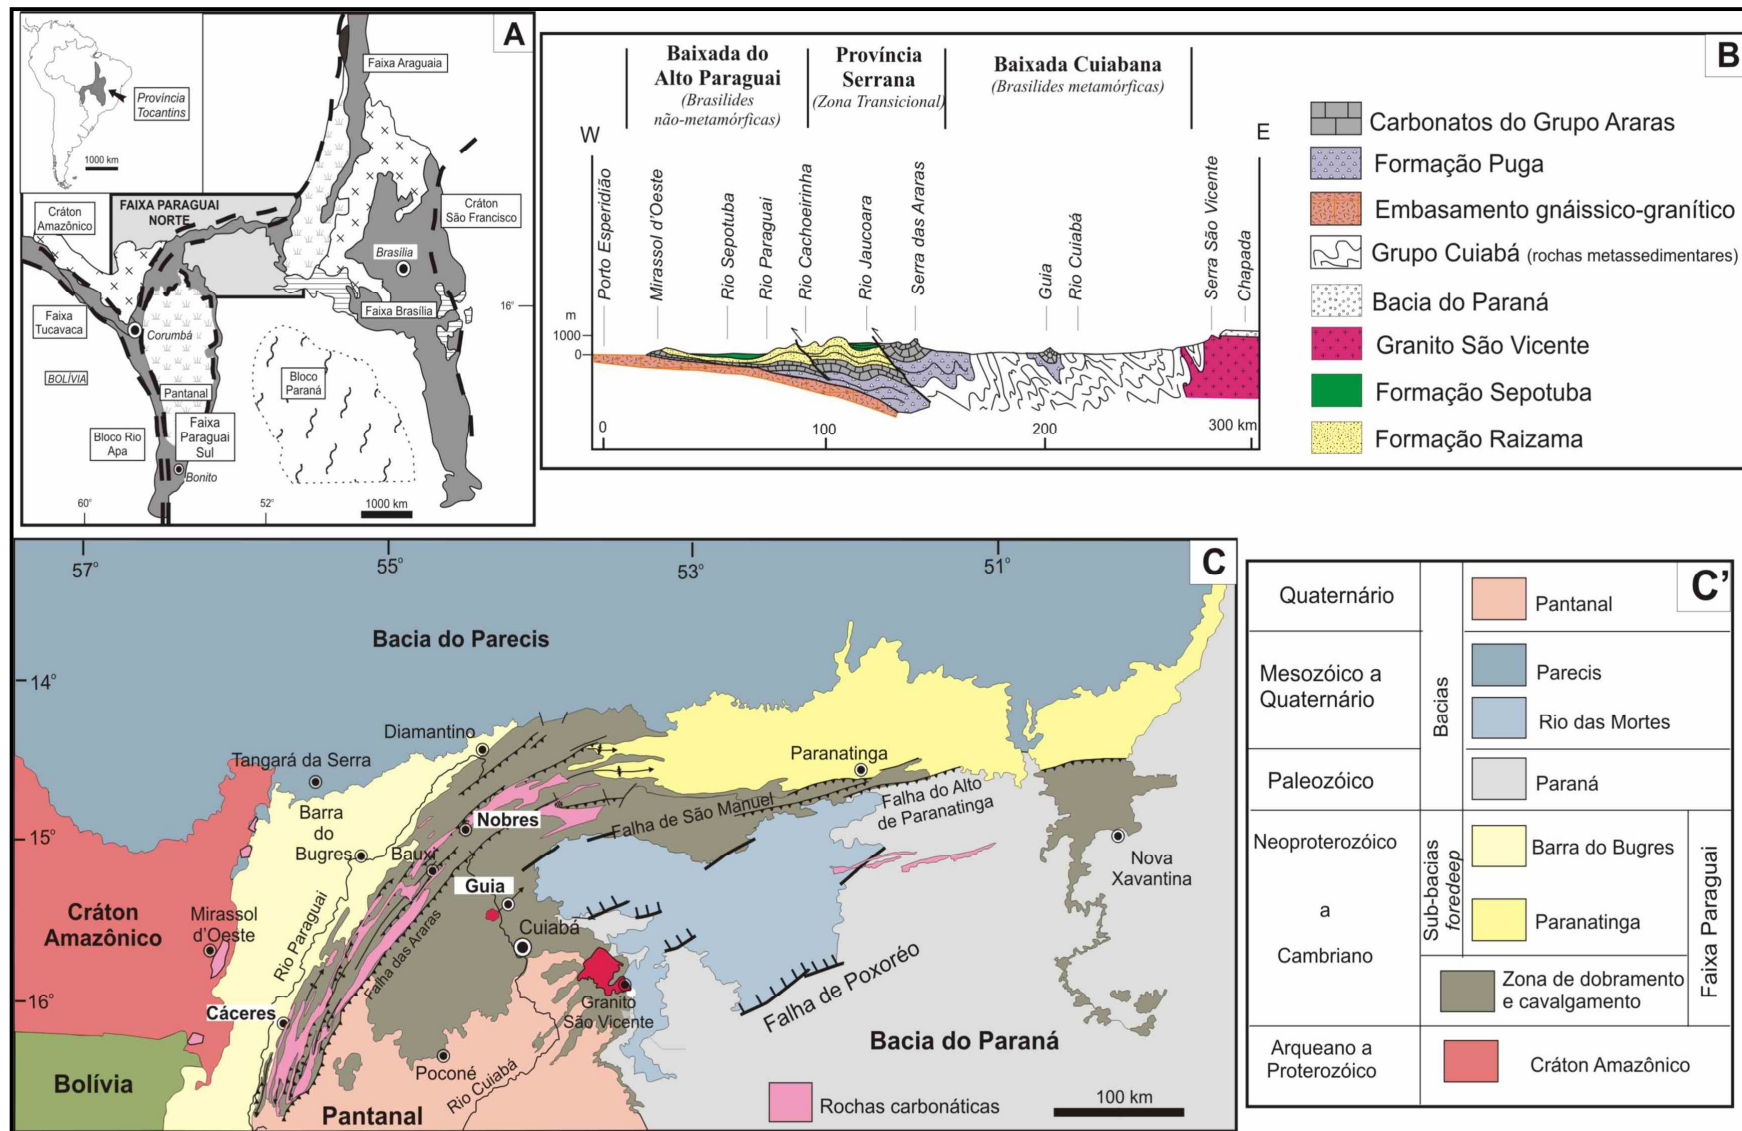 A
Província
Tocantins
1000 km
Faixa Araguaia
Cráton
Amazônico
FAIXA PARAGUAI
NORTE
Cráton
São Francisco
Brasília
Faixa
Tucavaca
Corumbá
Faixa Brasília
16°
BOLÍVIA
Pantanal
Bloco
Paraná
Bloco Rio
Apa
Faixa
Paraguai
Sul
Bonito
60°
52°
1000 km
B
Baixada do
Alto Paraguai
(Brasilides
não-metamórficas)
Província
Serrana
(Zona Transicional)
Baixada Cuiabana
(Brasilides metamórficas)
W
E
Porto Esperidião
Mirassol d'Oeste
Rio Sepotuba
Rio Paraguai
Rio Cachoeirinha
Rio Jaucoara
Serra das Araras
Guia
Rio Cuiabá
Serra São Vicente
Chapada
m
1000
0
0
100
200
300 km
Carbonatos do Grupo Araras
Formação Puga
Embasamento gnáissico-granítico
Grupo Cuiabá (rochas metassedimentares)
Bacia do Paraná
Granito São Vicente
Formação Sepotuba
Formação Raizama
C
57°
55°
53°
51°
14°
15°
16°
Bacia do Parecis
Diamantino
Tangará da Serra
Paranatinga
Barra
do
Bugres
Bauxi
Nobres
Falha de São Manuel
Falha do Alto
de Paranatinga
Nova
Xavantina
Guia
Cráton
Amazônico
Mirassol
d'Oeste
Rio Paraguai
Cuiabá
Falha das Araras
Cáceres
Granito
São Vicente
Falha de Poxoréo
Bacia do Paraná
Bolívia
Poconé
Rio Cuiabá
Pantanal
Rochas carbonáticas
100 km
C'
Quaternário
Pantanal
Mesozóico a
Quaternário
Bacias
Parecis
Rio das Mortes
Paleozóico
Paraná
Neoproterozóico
a
Cambriano
Sub-bacias
foredeep
Barra do Bugres
Paranatinga
Faixa Paraguai
Zona de dobramento
e cavalgamento
Arqueano a
Proterozóico
Cráton Amazônico